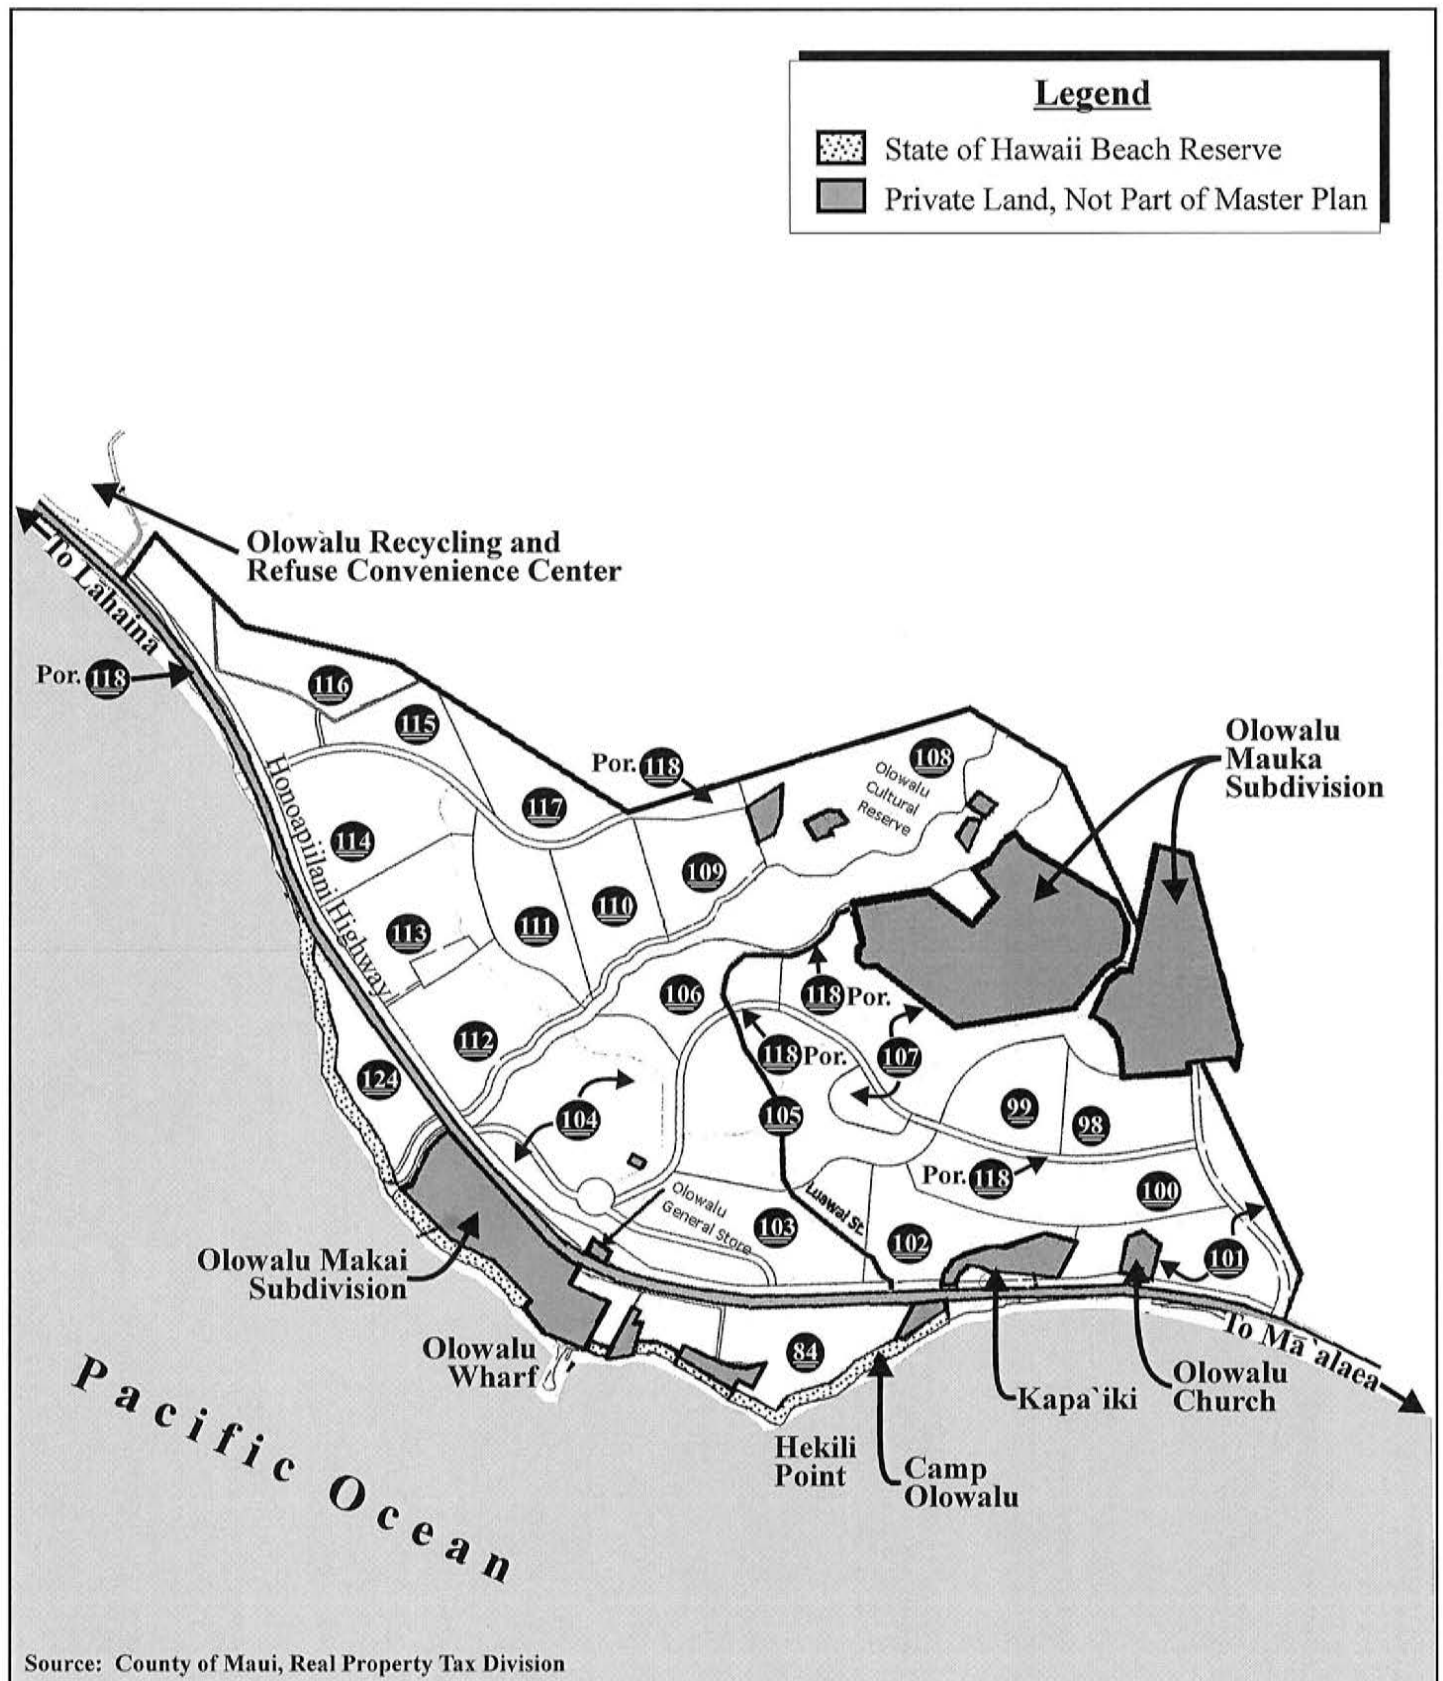 Legend
State of Hawaii Beach Reserve
Private Land, Not Part of Master Plan
Olowalu Recycling and
Refuse Convenience Center
To Lāhainā
Por. 118
116
115
Por. 118
117
108
Olowalu
Cultural
Reserve
Olowalu
Mauka
Subdivision
Honoapiilani Highway
114
109
110
111
113
106
118 Por.
112
118 Por.
107
124
104
105
99
98
Por. 118
100
Luawai St.
Olowalu
General Store
103
102
101
Olowalu Makai
Subdivision
Olowalu
Wharf
84
To Mā`alaea
Kapa`iki
Olowalu
Church
Hekili
Point
Camp
Olowalu
Pacific Ocean
Source: County of Maui, Real Property Tax Division